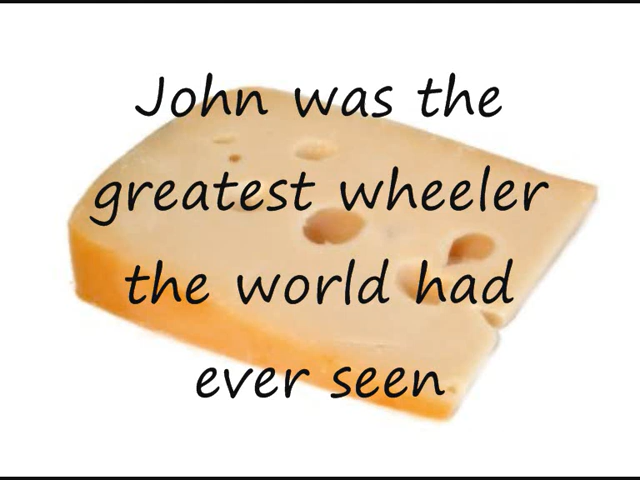 John was the
greatest wheeler
the world had
ever seen